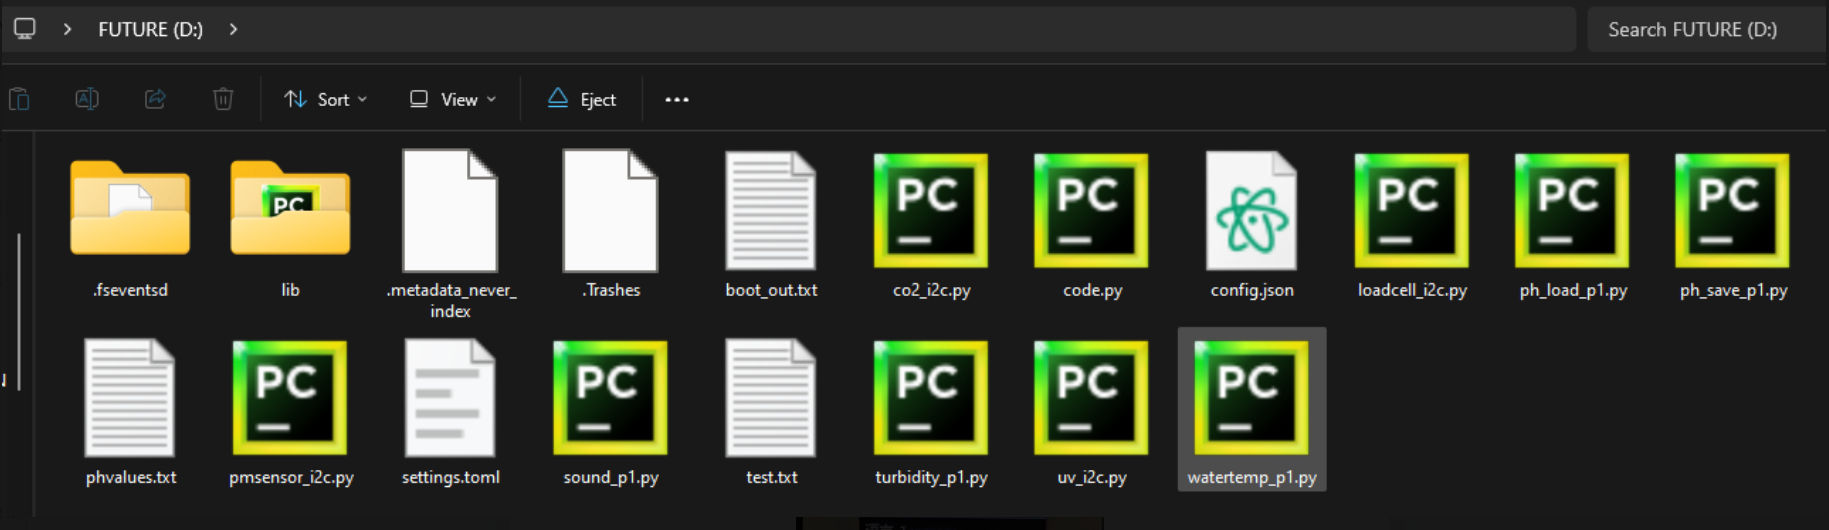 FUTURE (D:)
Search FUTURE (D:)
Sort
View
Eject
.fseventsd
lib
.metadata_never_
index
.Trashes
boot_out.txt
co2_i2c.py
code.py
config.json
loadcell_i2c.py
ph_load_p1.py
ph_save_p1.py
PC
PC
PC
PC
PC
PC
phvalues.txt
pmsensor_i2c.py
settings.toml
sound_p1.py
test.txt
turbidity_p1.py
uv_i2c.py
watertemp_p1.py
PC
PC
PC
PC
PC